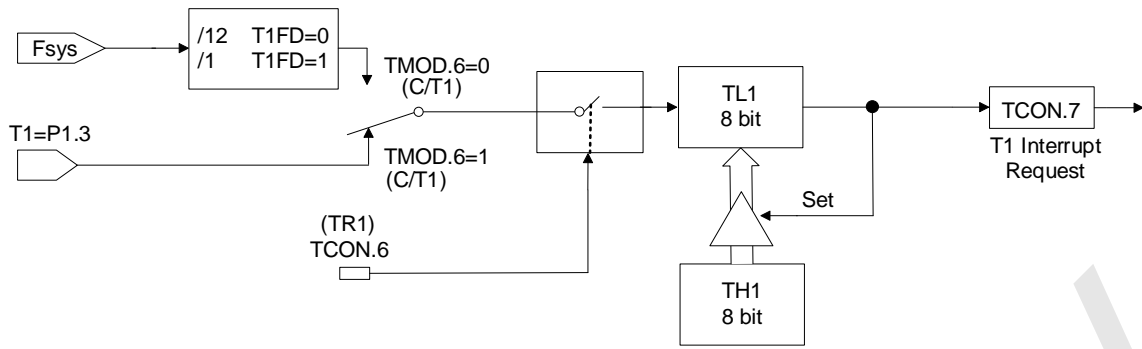 Fsys
/12 T1FD=0
/1 T1FD=1
TMOD.6=0
(C/T1)
T1=P1.3
TMOD.6=1
(C/T1)
(TR1)
TCON.6
TL1
8 bit
Set
TH1
8 bit
TCON.7
T1 Interrupt
Request